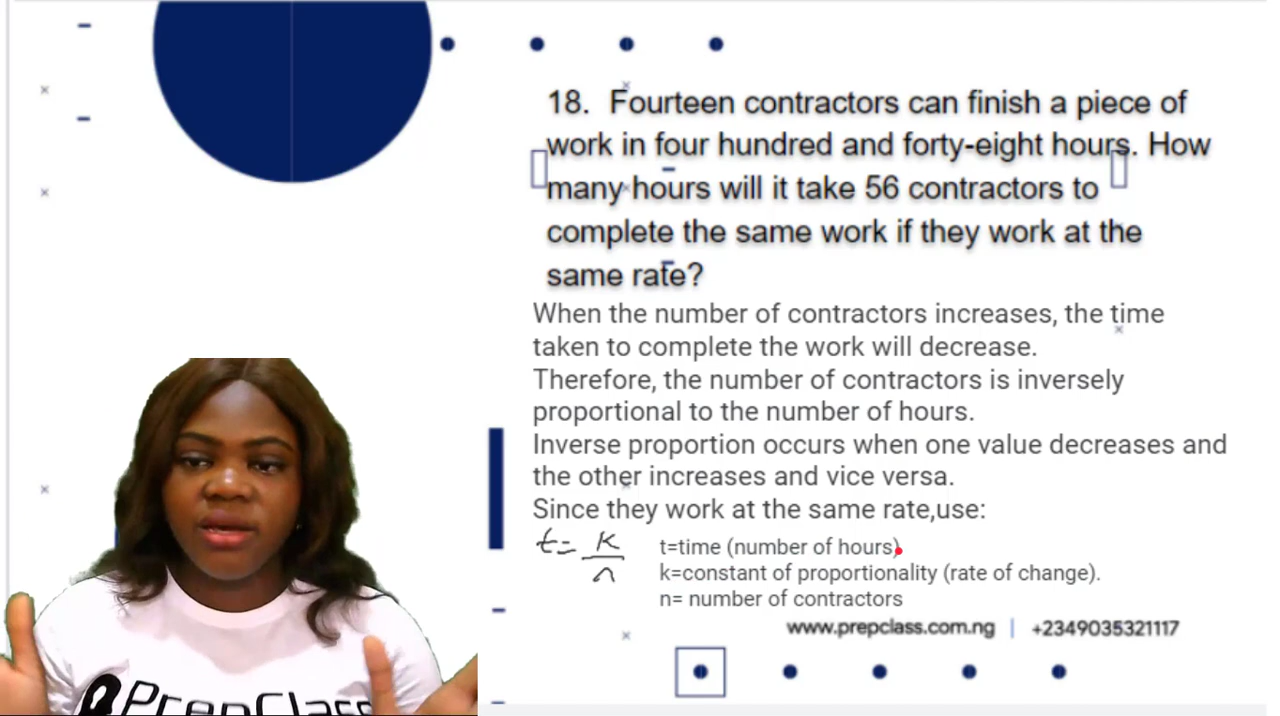 18. Fourteen contractors can finish a piece of
work in four hundred and forty-eight hours. How
many hours will it take 56 contractors to
complete the same work if they work at the
same rate?
When the number of contractors increases, the time
taken to complete the work will decrease.
Therefore, the number of contractors is inversely
proportional to the number of hours.
Inverse proportion occurs when one value decreases and
the other increases and vice versa.
Since they work at the same rate,use:
t = k/n
t=time (number of hours)
k=constant of proportionality (rate of change).
n= number of contractors
www.prepclass.com.ng | +2349035321117
PrepClass